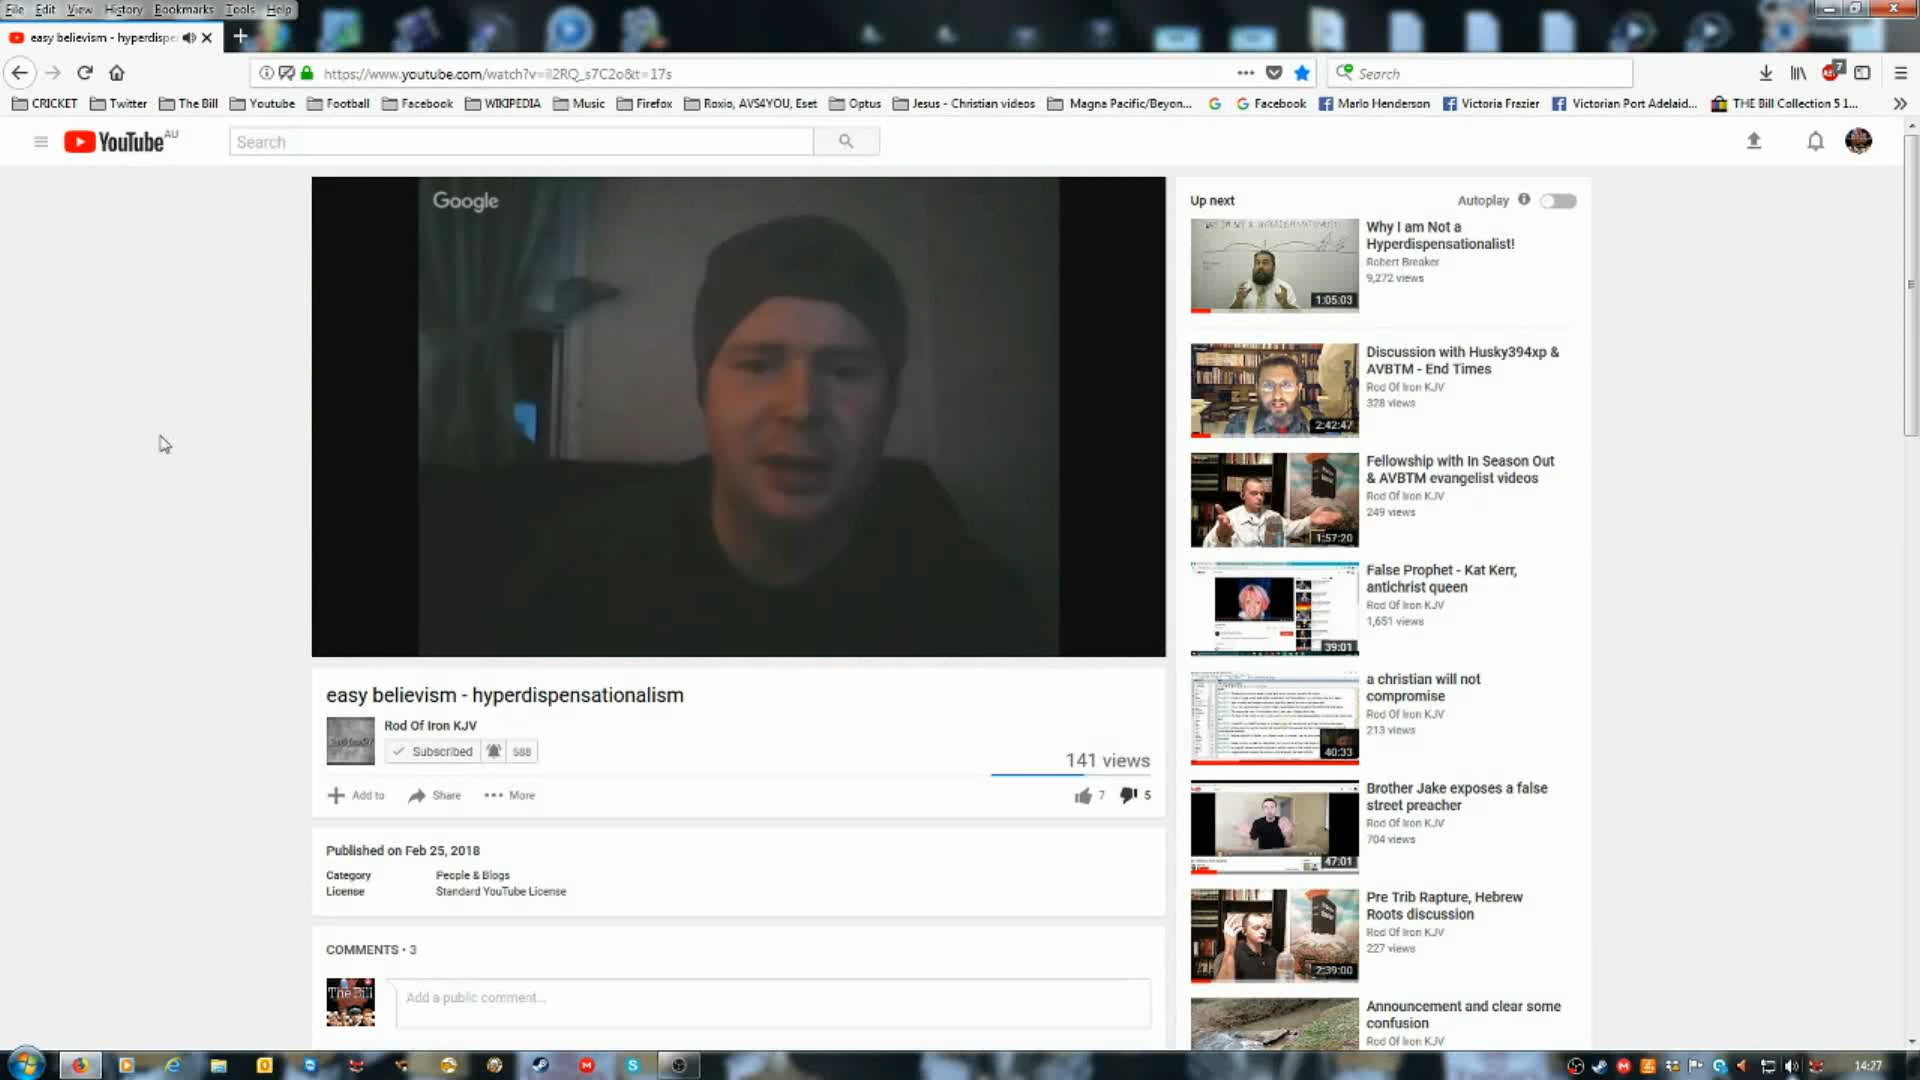 File Edit View History Bookmarks Tools Help
easy believism - hyperdispe
https://www.youtube.com/watch?v=il2RQ_s7C2o&t=17s
Search
7
CRICKET Twitter The Bill Youtube Football Facebook WIKIPEDIA Music Firefox Roxio, AVS4YOU, Eset Optus Jesus - Christian videos Magna Pacific/Beyon... Facebook Marlo Henderson Victoria Frazier Victorian Port Adelaid... THE Bill Collection 5 1...
YouTube AU
Search
Google
easy believism - hyperdispensationalism
Rod Of Iron KJV
Subscribed 588
141 views
Add to Share More
7 5
Published on Feb 25, 2018
Category People & Blogs
License Standard YouTube License
COMMENTS • 3
The Bill
Add a public comment...
Up next
Autoplay
Why I am Not a
Hyperdispensationalist!
Robert Breaker
9,272 views
1:05:03
Discussion with Husky394xp &
AVBTM - End Times
Rod Of Iron KJV
328 views
2:42:47
Fellowship with In Season Out
& AVBTM evangelist videos
Rod Of Iron KJV
249 views
1:57:20
False Prophet - Kat Kerr,
antichrist queen
Rod Of Iron KJV
1,651 views
39:01
a christian will not
compromise
Rod Of Iron KJV
213 views
40:33
Brother Jake exposes a false
street preacher
Rod Of Iron KJV
704 views
47:01
Pre Trib Rapture, Hebrew
Roots discussion
Rod Of Iron KJV
227 views
2:39:00
Announcement and clear some
confusion
Rod Of Iron KJV
14:27